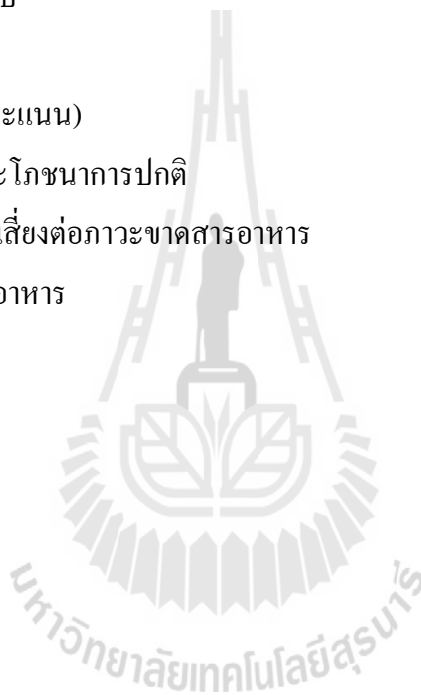 ะแนน)
ะโภชนาการปกติ
เสี่ยงต่อภาวะขาดสารอาหาร
อาหาร
มหาวิทยาลัยเทคโนโลยีสุรนารี